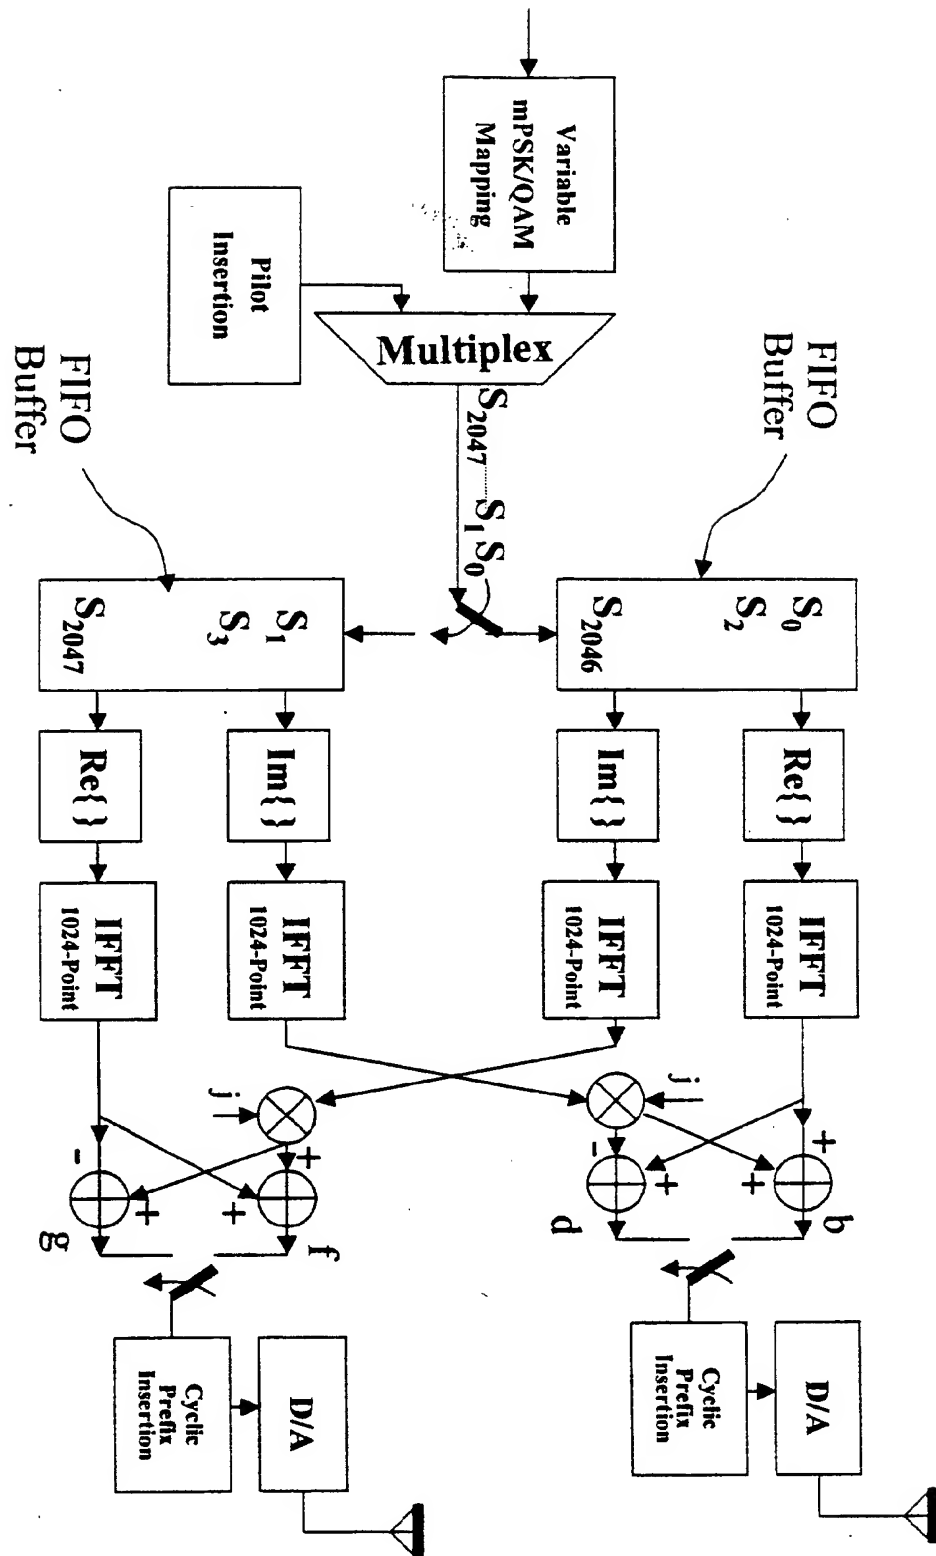 Variable
mPSK/QAM
Mapping
Pilot
Insertion
Multiplex
S2047 ........ S1 S0
FIFO
Buffer
FIFO
Buffer
S0
S2
S2046
S1
S3
S2047
Re{ }
Im{ }
Im{ }
Re{ }
IFFT
1024-Point
IFFT
1024-Point
IFFT
1024-Point
IFFT
1024-Point
j
j
+
+
-
+
+
+
-
+
b
d
f
g
Cyclic
Prefix
Insertion
D/A
Cyclic
Prefix
Insertion
D/A